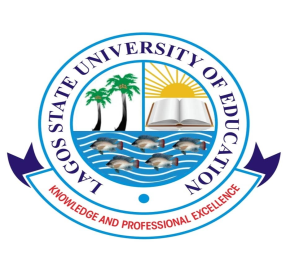 LAGOS STATE UNIVERSITY OF EDUCATION
KNOWLEDGE AND PROFESSIONAL EXCELLENCE